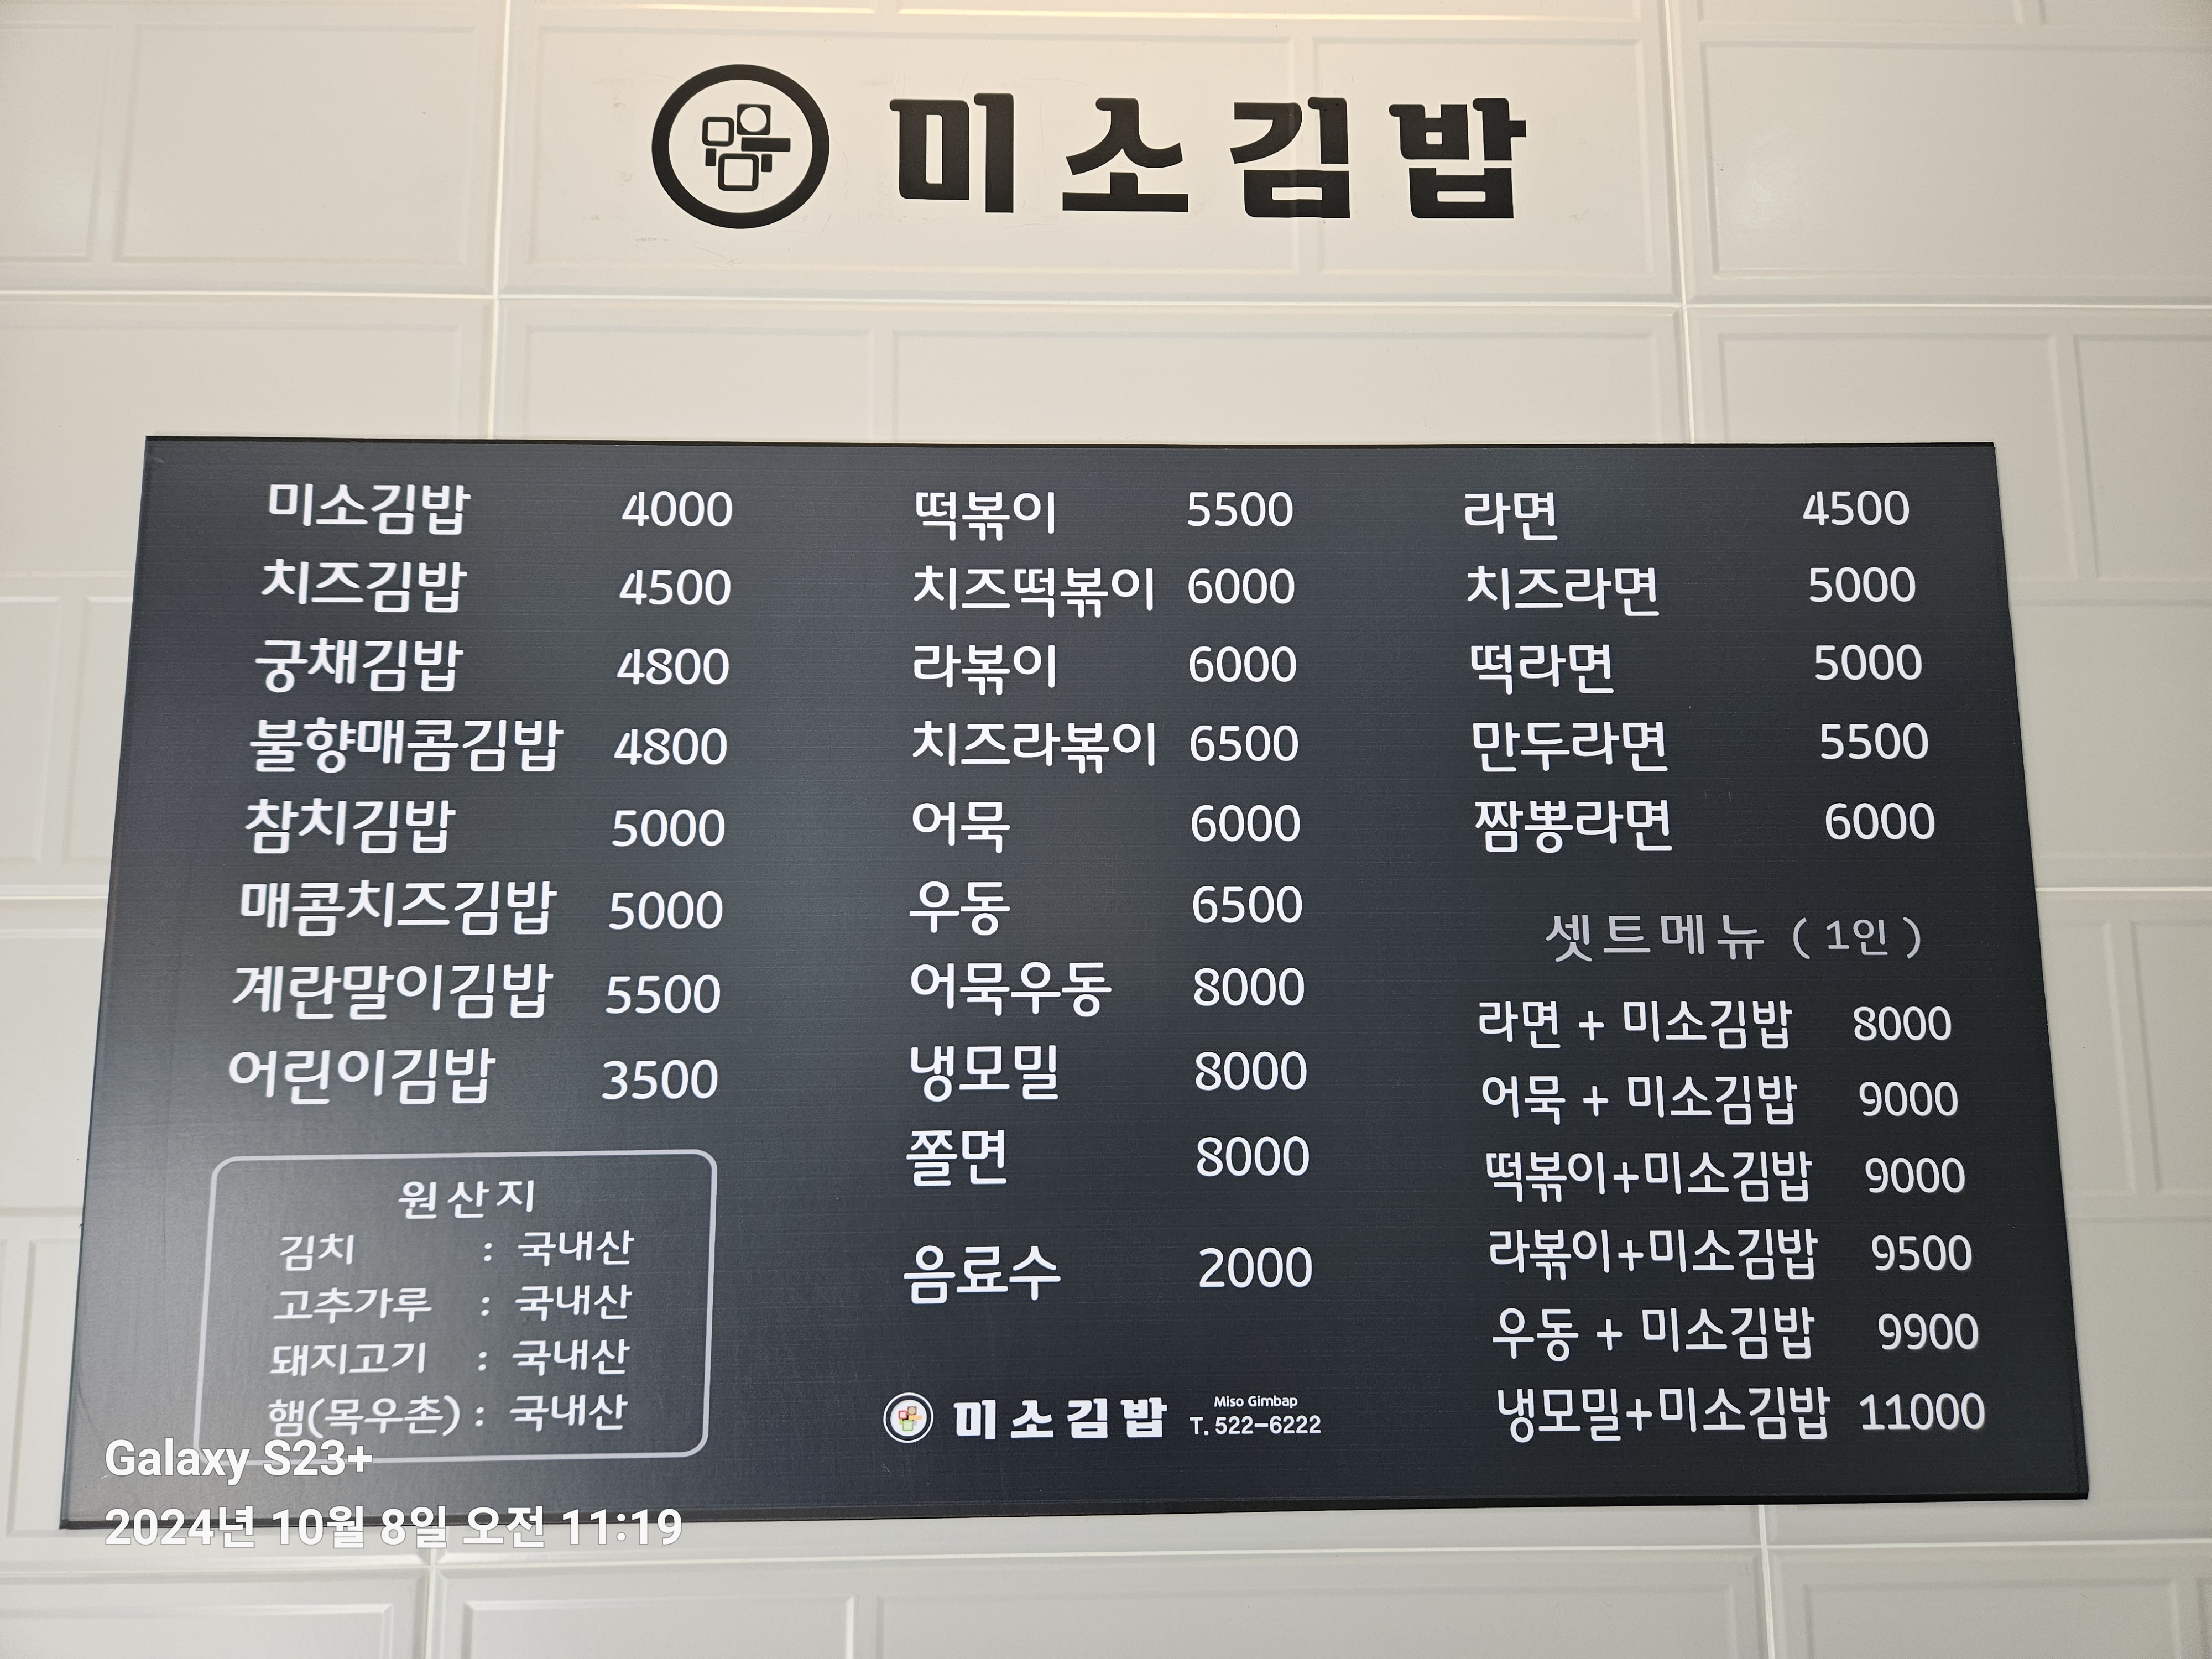 미소김밥
미소김밥 4000
치즈김밥 4500
궁채김밥 4800
불향매콤김밥 4800
참치김밥 5000
매콤치즈김밥 5000
계란말이김밥 5500
어린이김밥 3500
원산지
김치 : 국내산
고추가루 : 국내산
돼지고기 : 국내산
햄(목우촌) : 국내산
떡볶이 5500
치즈떡볶이 6000
라볶이 6000
치즈라볶이 6500
어묵 6000
우동 6500
어묵우동 8000
냉모밀 8000
쫄면 8000
음료수 2000
미소김밥
Miso Gimbap
T. 522-6222
라면 4500
치즈라면 5000
떡라면 5000
만두라면 5500
짬뽕라면 6000
셋트메뉴 ( 1인 )
라면 + 미소김밥 8000
어묵 + 미소김밥 9000
떡볶이+미소김밥 9000
라볶이+미소김밥 9500
우동 + 미소김밥 9900
냉모밀+미소김밥 11000
Galaxy S23+
2024년 10월 8일 오전 11:19